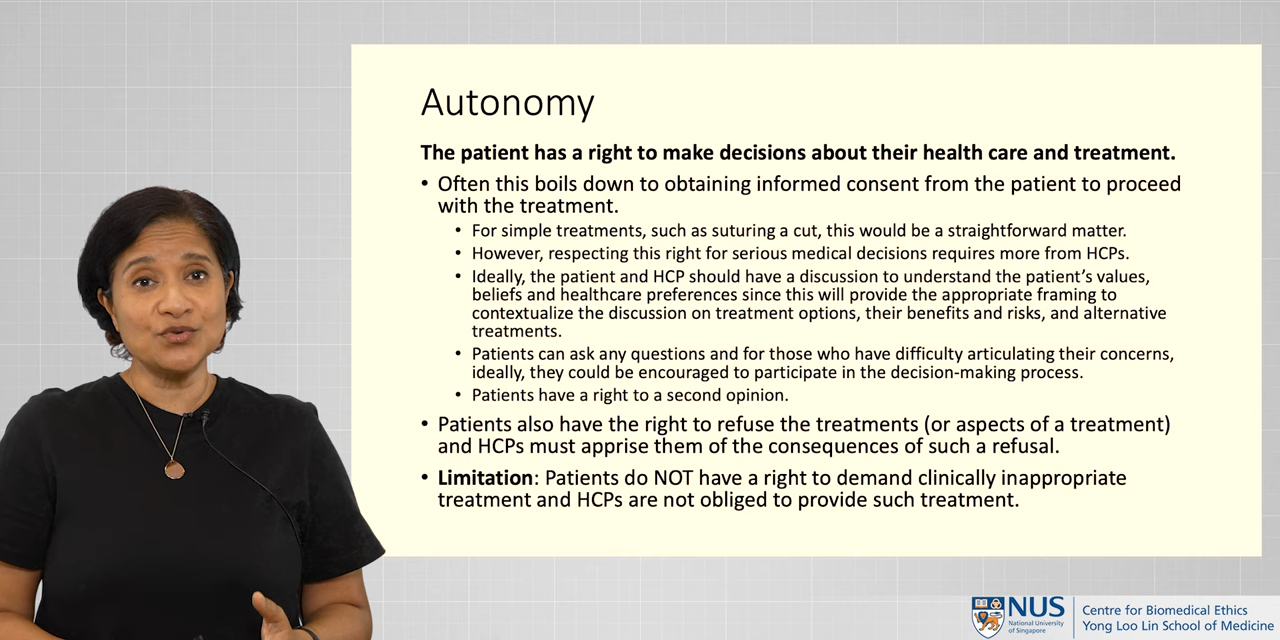 Autonomy
The patient has a right to make decisions about their health care and treatment.
• Often this boils down to obtaining informed consent from the patient to proceed
with the treatment.
• For simple treatments, such as suturing a cut, this would be a straightforward matter.
• However, respecting this right for serious medical decisions requires more from HCPs.
• Ideally, the patient and HCP should have a discussion to understand the patient's values,
beliefs and healthcare preferences since this will provide the appropriate framing to
contextualize the discussion on treatment options, their benefits and risks, and alternative
treatments.
• Patients can ask any questions and for those who have difficulty articulating their concerns,
ideally, they could be encouraged to participate in the decision-making process.
• Patients have a right to a second opinion.
• Patients also have the right to refuse the treatments (or aspects of a treatment)
and HCPs must apprise them of the consequences of such a refusal.
• Limitation: Patients do NOT have a right to demand clinically inappropriate
treatment and HCPs are not obliged to provide such treatment.
NUS
National University
of Singapore
Centre for Biomedical Ethics
Yong Loo Lin School of Medicine